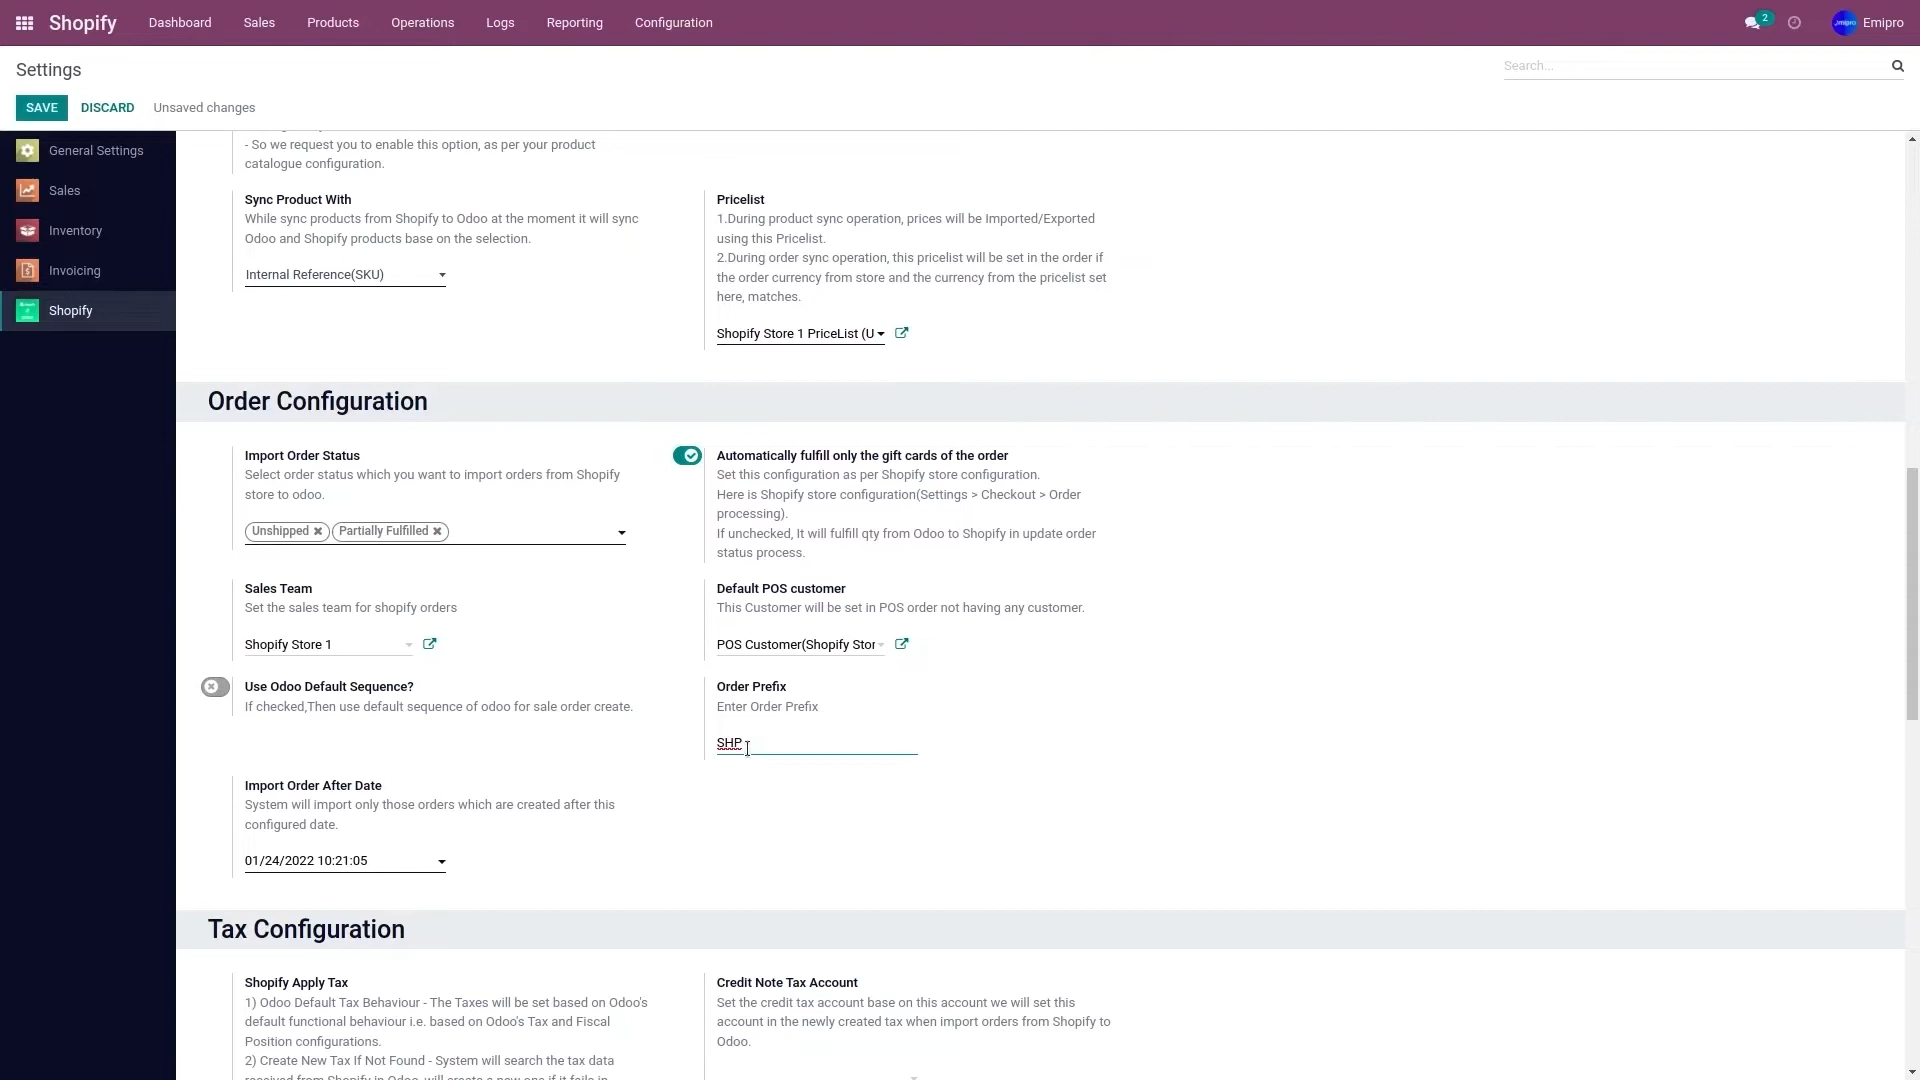 Shopify
Dashboard
Sales
Products
Operations
Logs
Reporting
Configuration
2
Emipro
Settings
Search...
SAVE
DISCARD
Unsaved changes
General Settings
Sales
Inventory
Invoicing
Shopify
- So we request you to enable this option, as per your product
catalogue configuration.
Sync Product With
While sync products from Shopify to Odoo at the moment it will sync
Odoo and Shopify products base on the selection.
Internal Reference(SKU)
Pricelist
1.During product sync operation, prices will be Imported/Exported
using this Pricelist.
2.During order sync operation, this pricelist will be set in the order if
the order currency from store and the currency from the pricelist set
here, matches.
Shopify Store 1 PriceList (U
Order Configuration
Import Order Status
Select order status which you want to import orders from Shopify
store to odoo.
Unshipped
Partially Fulfilled
Automatically fulfill only the gift cards of the order
Set this configuration as per Shopify store configuration.
Here is Shopify store configuration(Settings > Checkout > Order
processing).
If unchecked, It will fulfill qty from Odoo to Shopify in update order
status process.
Sales Team
Set the sales team for shopify orders
Shopify Store 1
Default POS customer
This Customer will be set in POS order not having any customer.
POS Customer(Shopify Stor
Use Odoo Default Sequence?
If checked,Then use default sequence of odoo for sale order create.
Order Prefix
Enter Order Prefix
SHP
Import Order After Date
System will import only those orders which are created after this
configured date.
01/24/2022 10:21:05
Tax Configuration
Shopify Apply Tax
1) Odoo Default Tax Behaviour - The Taxes will be set based on Odoo's
default functional behaviour i.e. based on Odoo's Tax and Fiscal
Position configurations.
2) Create New Tax If Not Found - System will search the tax data
received from Shopify in Odoo, will create a new one if it fails in
Credit Note Tax Account
Set the credit tax account base on this account we will set this
account in the newly created tax when import orders from Shopify to
Odoo.